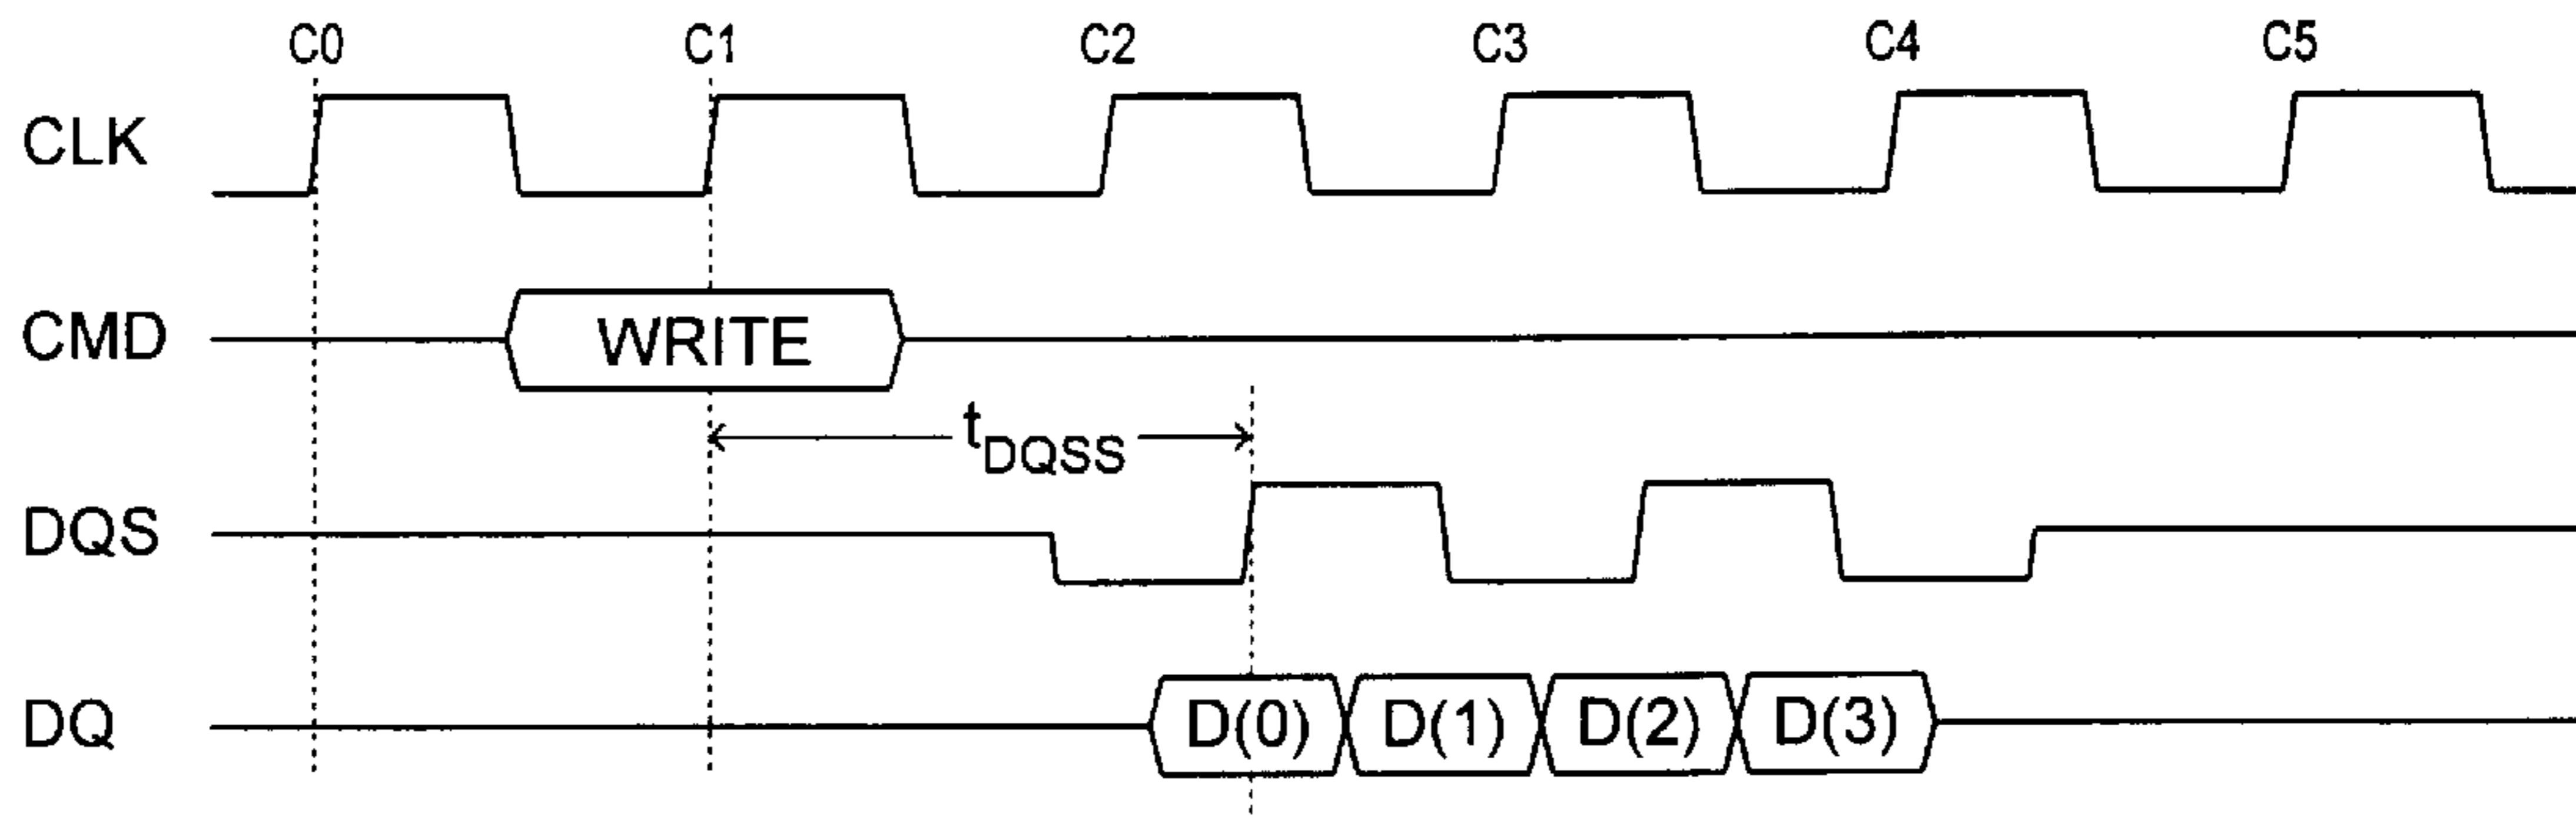 C0 C1 C2 C3 C4 C5
CLK
CMD WRITE
tDQSS
DQS
DQ D(0) D(1) D(2) D(3)